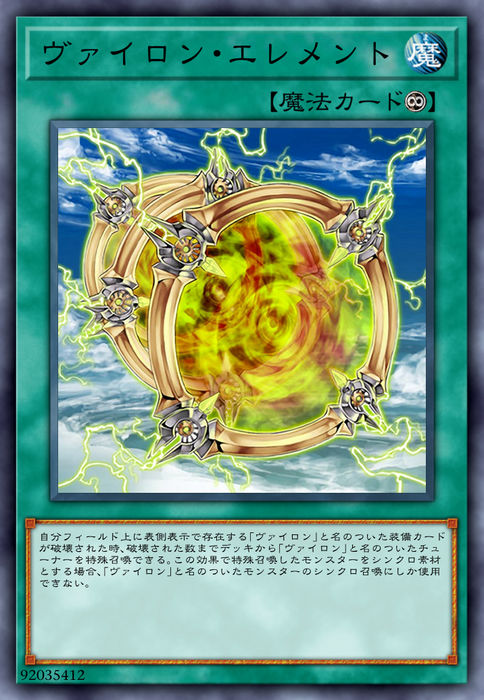 ヴァイロン・エレメント 魔
【魔法カード】
自分フィールド上に表側表示で存在する「ヴァイロン」と名のついた装備カード
が破壊された時、破壊された数までデッキから「ヴァイロン」と名のついたチュ
ーナーを特殊召喚できる。この効果で特殊召喚したモンスターをシンクロ素材
とする場合、「ヴァイロン」と名のついたモンスターのシンクロ召喚にしか使用
できない。
92035412